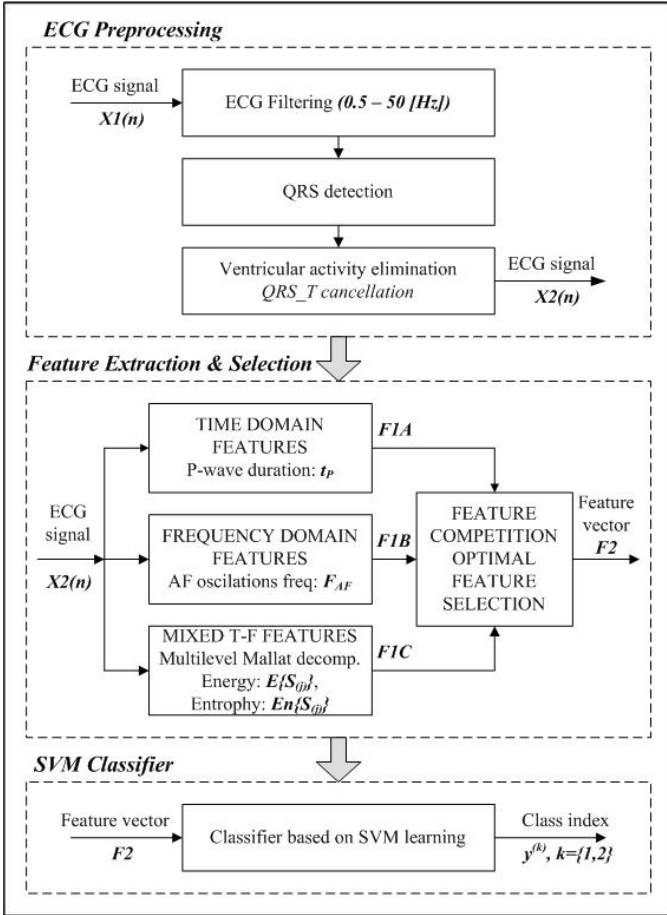 ECG Preprocessing
ECG signal
X1(n)
ECG Filtering (0.5 – 50 [Hz])
QRS detection
Ventricular activity elimination
QRS_T cancellation
ECG signal
X2(n)
Feature Extraction & Selection
TIME DOMAIN
FEATURES
P-wave duration: tP
F1A
ECG
signal
X2(n)
FREQUENCY DOMAIN
FEATURES
AF oscilations freq: FAF
F1B
MIXED T-F FEATURES
Multilevel Mallat decomp.
Energy: E{S(j)},
Entrophy: En{S(j)}
F1C
FEATURE
COMPETITION
OPTIMAL
FEATURE
SELECTION
Feature
vector
F2
SVM Classifier
Feature vector
F2
Classifier based on SVM learning
Class index
y(k), k={1,2}